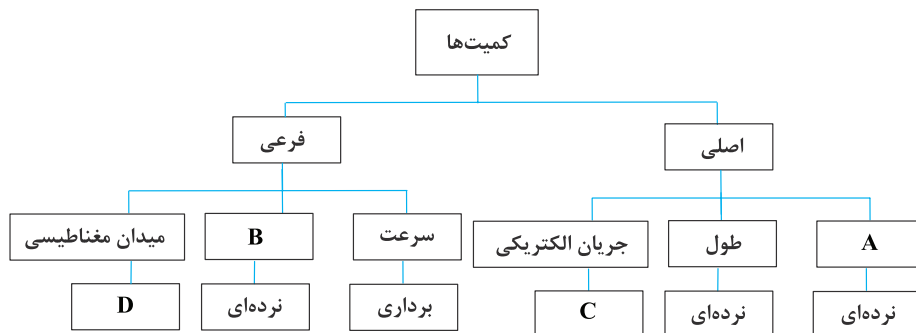 کمیت‌ها
اصلی
فرعی
A
طول
جریان الکتریکی
سرعت
B
میدان مغناطیسی
نرده‌ای
نرده‌ای
C
برداری
نرده‌ای
D